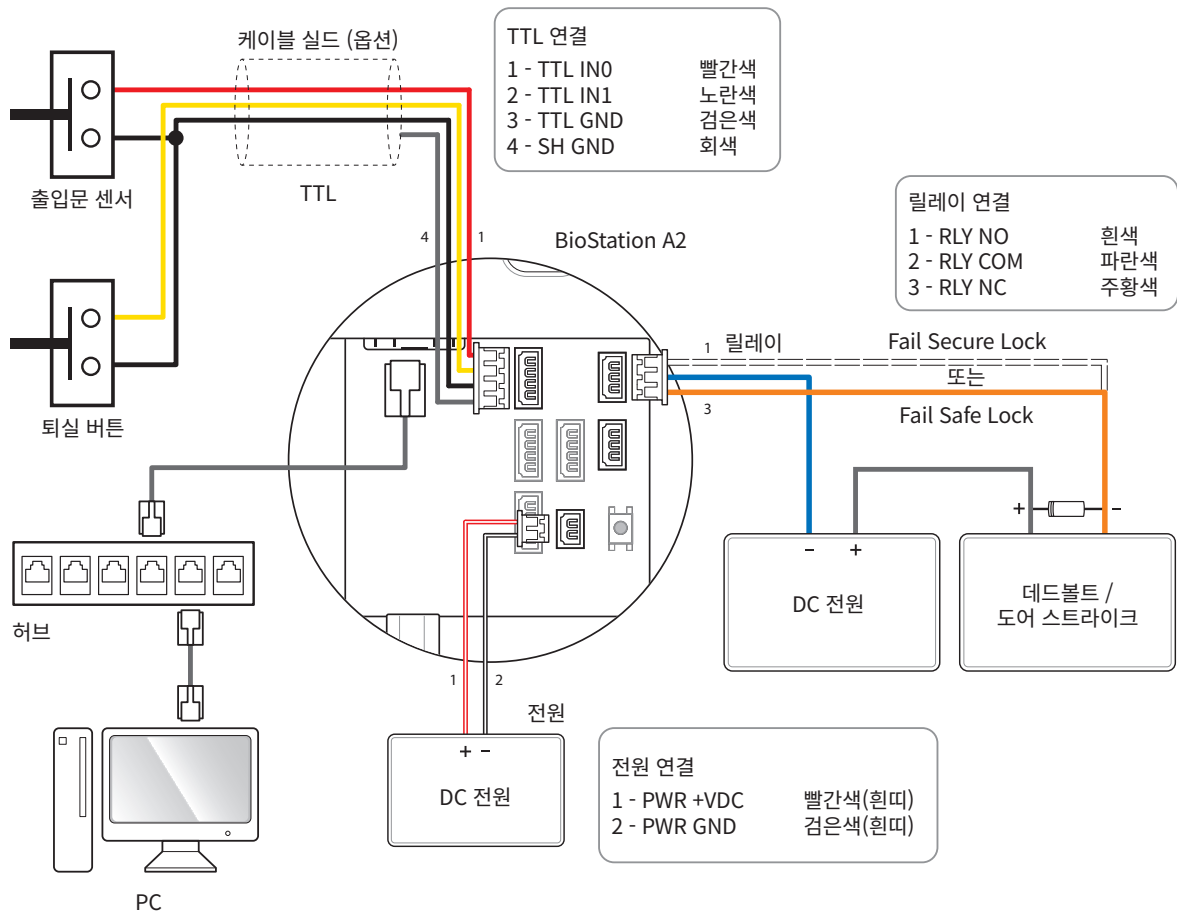 케이블 실드 (옵션)
TTL 연결
1 - TTL IN0 빨간색
2 - TTL IN1 노란색
3 - TTL GND 검은색
4 - SH GND 회색
출입문 센서
TTL
릴레이 연결
1 - RLY NO 흰색
2 - RLY COM 파란색
3 - RLY NC 주황색
4 1 BioStation A2
1 릴레이 Fail Secure Lock
또는
3 Fail Safe Lock
퇴실 버튼
+ −
− +
DC 전원
데드볼트 /
도어 스트라이크
허브
1 2
전원
+ −
DC 전원
전원 연결
1 - PWR +VDC 빨간색(흰띠)
2 - PWR GND 검은색(흰띠)
PC